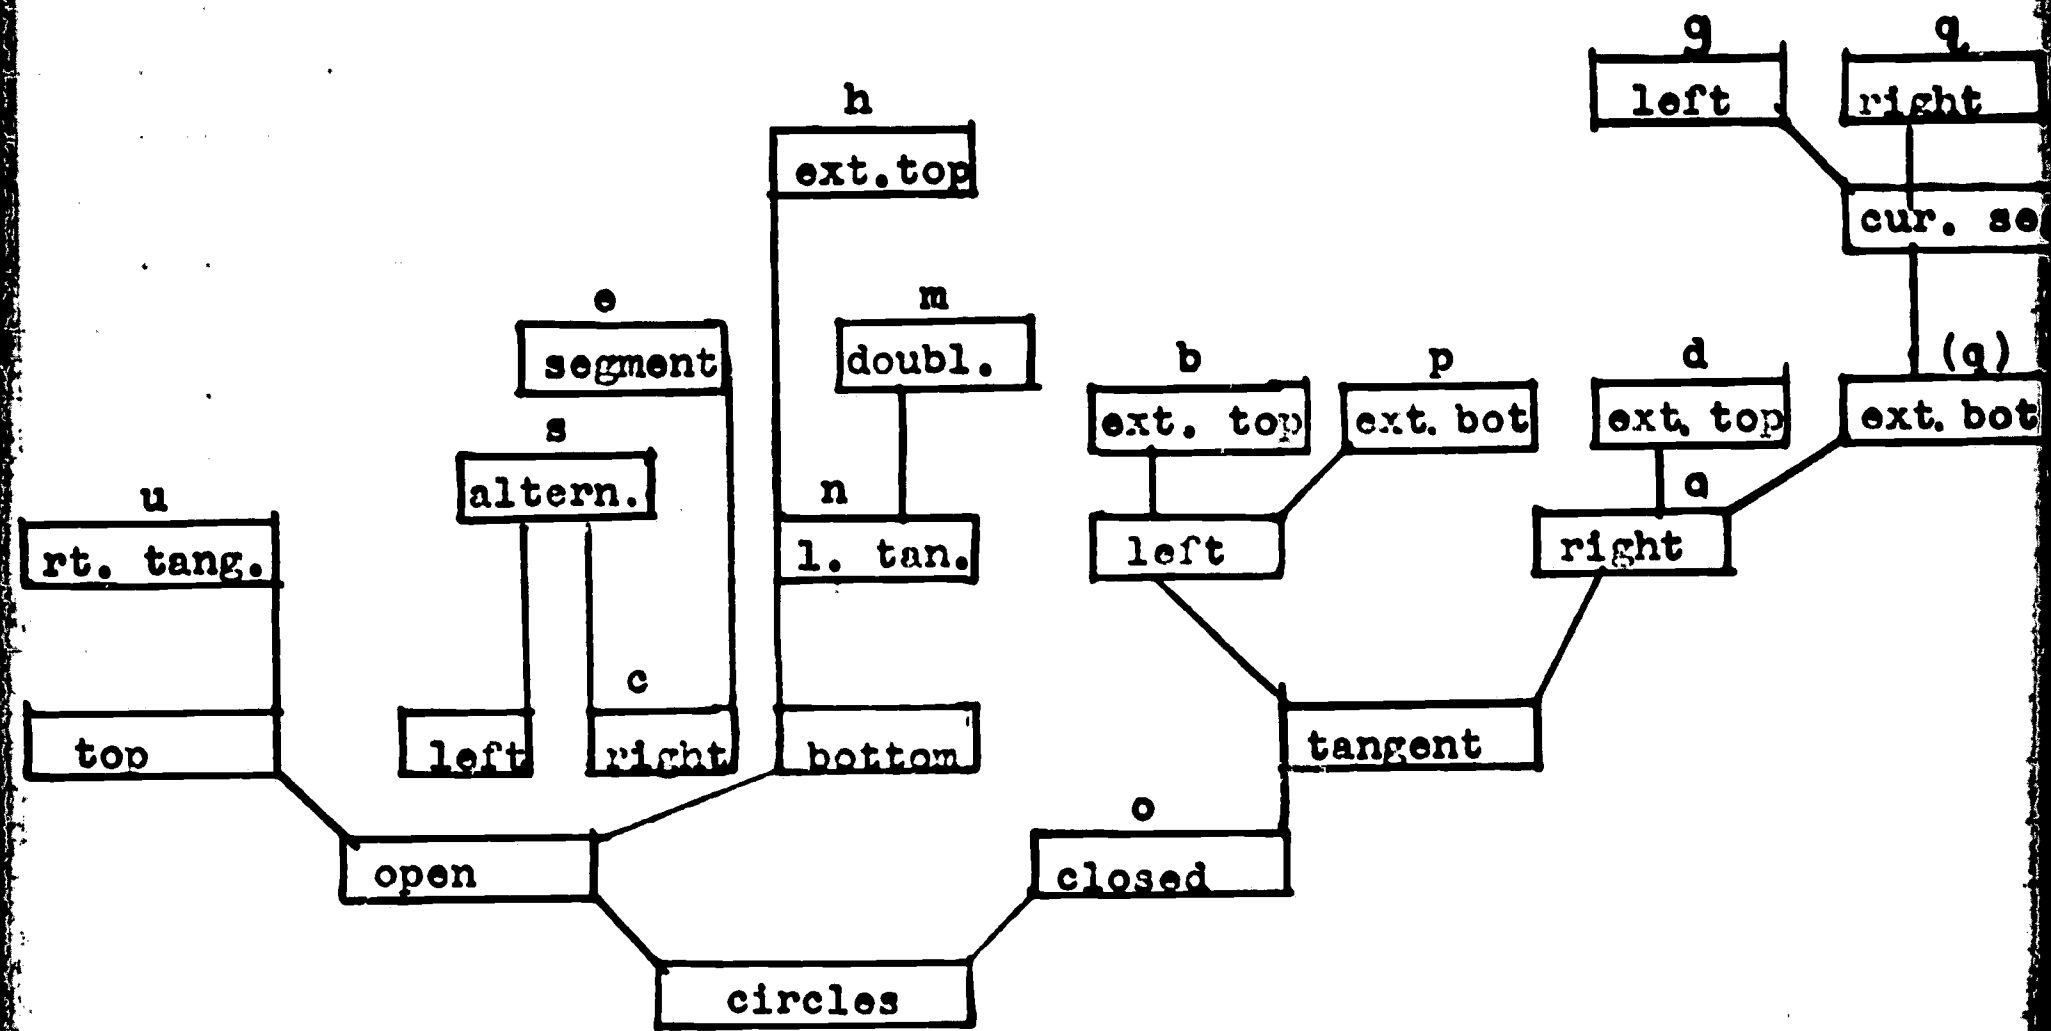 g q
left right
h
ext.top
cur. se
e m
segment doubl.
b p d (q)
ext. top ext. bot ext. top ext. bot
s
altern.
u n a
rt. tang. l. tan. left right
c
top left right bottom tangent
o
open closed
circles